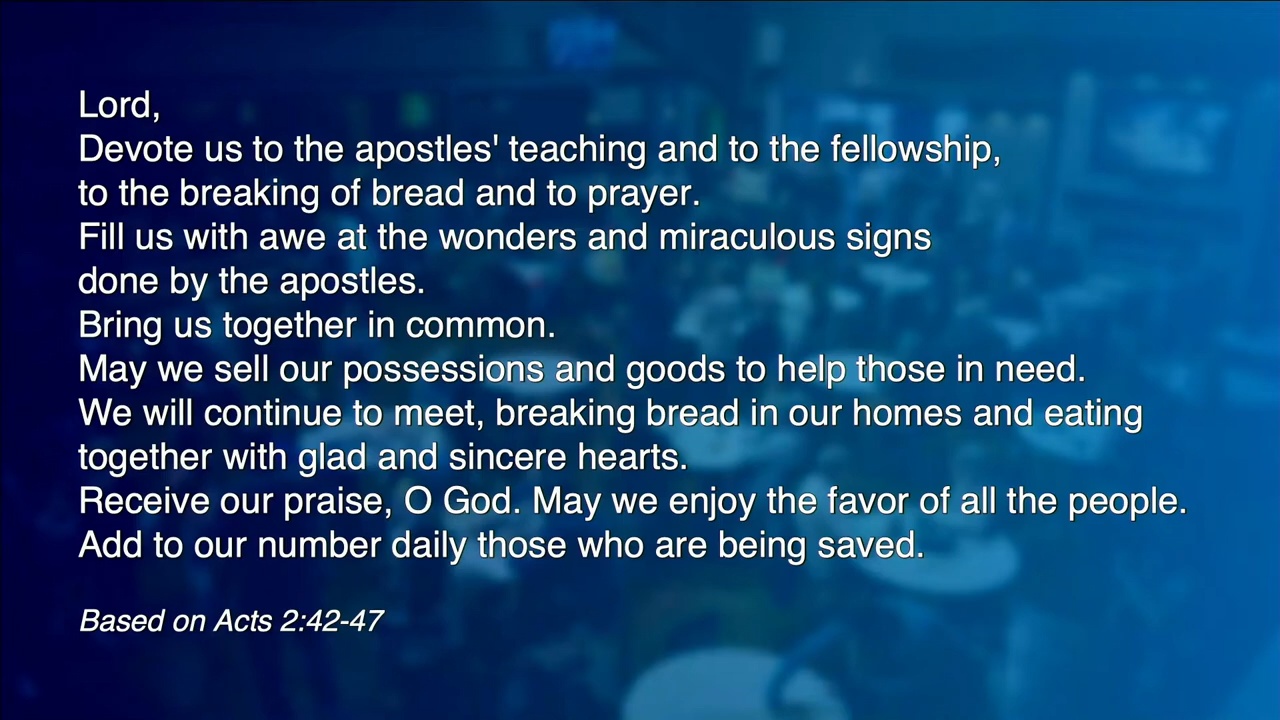 Lord,
Devote us to the apostles' teaching and to the fellowship,
to the breaking of bread and to prayer.
Fill us with awe at the wonders and miraculous signs
done by the apostles.
Bring us together in common.
May we sell our possessions and goods to help those in need.
We will continue to meet, breaking bread in our homes and eating
together with glad and sincere hearts.
Receive our praise, O God. May we enjoy the favor of all the people.
Add to our number daily those who are being saved.
Based on Acts 2:42-47